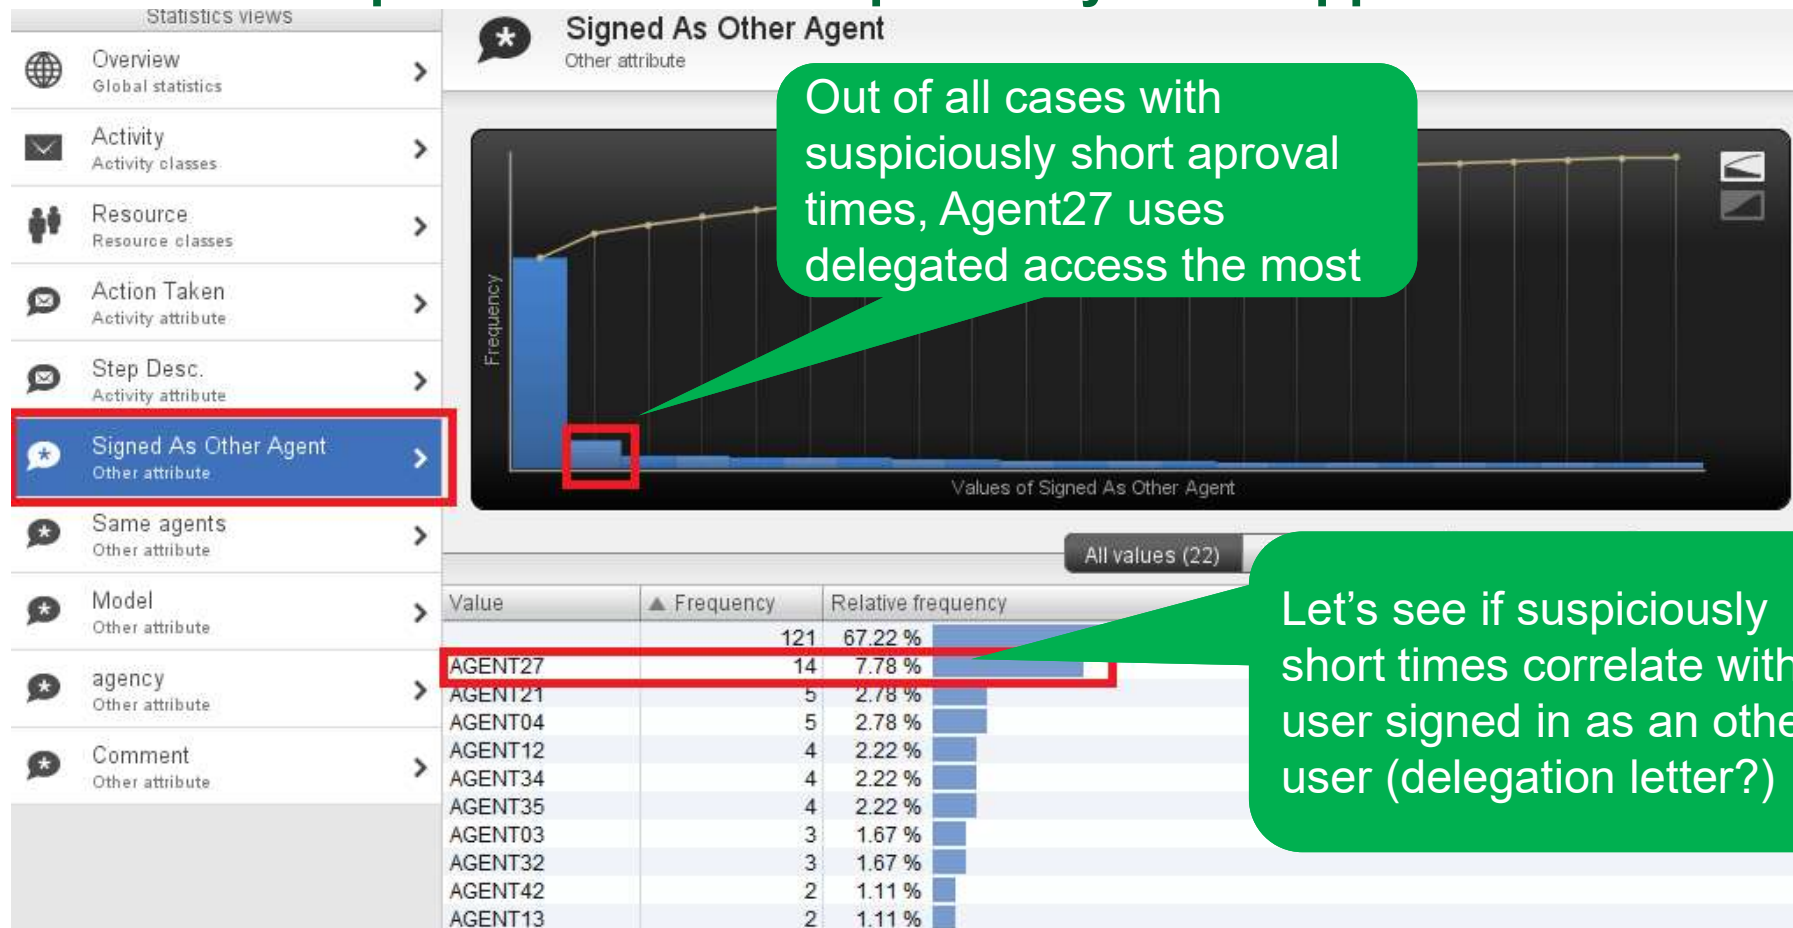 Statistics views
Overview
Global statistics
Activity
Activity classes
Resource
Resource classes
Action Taken
Activity attribute
Step Desc.
Activity attribute
Signed As Other Agent
Other attribute
Same agents
Other attribute
Model
Other attribute
agency
Other attribute
Comment
Other attribute
Signed As Other Agent
Other attribute
Out of all cases with
suspiciously short aproval
times, Agent27 uses
delegated access the most
Frequency
Values of Signed As Other Agent
All values (22)
Value Frequency Relative frequency
121 67.22 %
AGENT27 14 7.78 %
AGENT21 5 2.78 %
AGENT04 5 2.78 %
AGENT12 4 2.22 %
AGENT34 4 2.22 %
AGENT35 4 2.22 %
AGENT03 3 1.67 %
AGENT32 3 1.67 %
AGENT42 2 1.11 %
AGENT13 2 1.11 %
Let's see if suspiciously
short times correlate with
user signed in as an othe
user (delegation letter?)